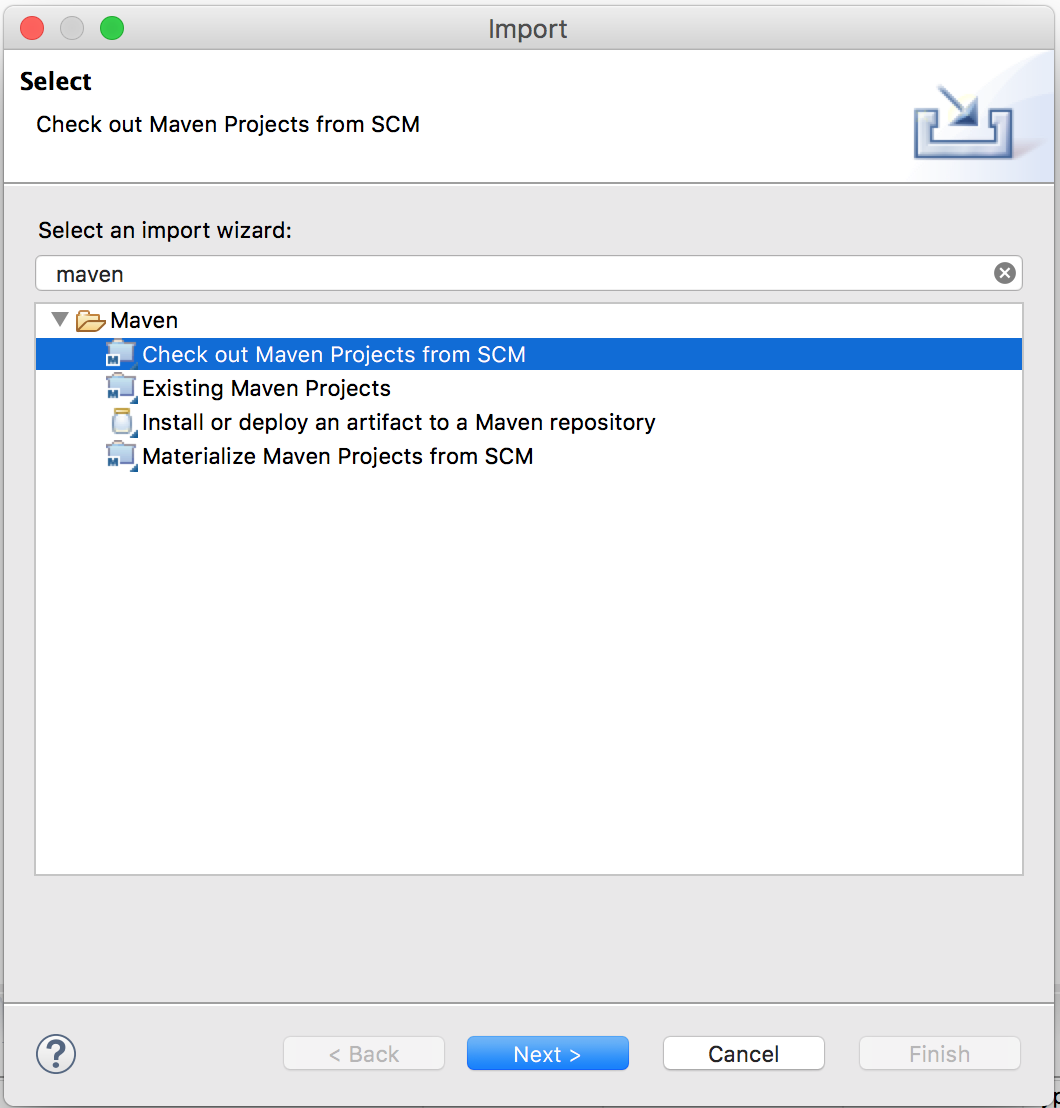 Import
Select
Check out Maven Projects from SCM
Select an import wizard:
maven
Maven
Check out Maven Projects from SCM
Existing Maven Projects
Install or deploy an artifact to a Maven repository
Materialize Maven Projects from SCM
?
< Back
Next >
Cancel
Finish